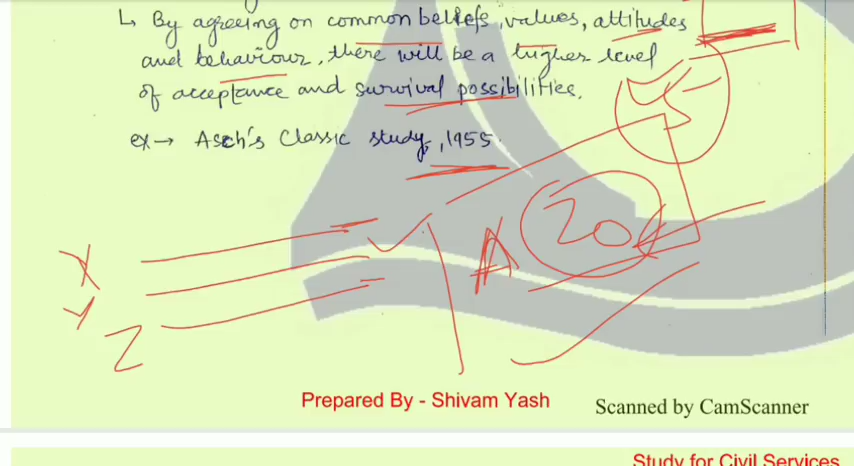 ↳ By agreeing on common beliefs, values, attitudes
and behaviour, there will be a higher level
of acceptance and survival possibilities.
ex → Asch's Classic study, 1955.
X
Y
Z
A
20
Prepared By - Shivam Yash
Scanned by CamScanner
Study for Civil Services